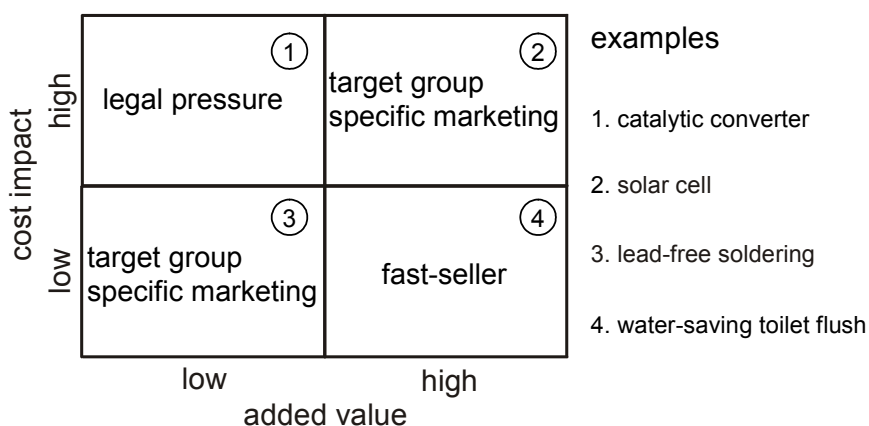 cost impact
high
low
1
legal pressure
2
target group
specific marketing
3
target group
specific marketing
4
fast-seller
low
high
added value
examples
1. catalytic converter
2. solar cell
3. lead-free soldering
4. water-saving toilet flush